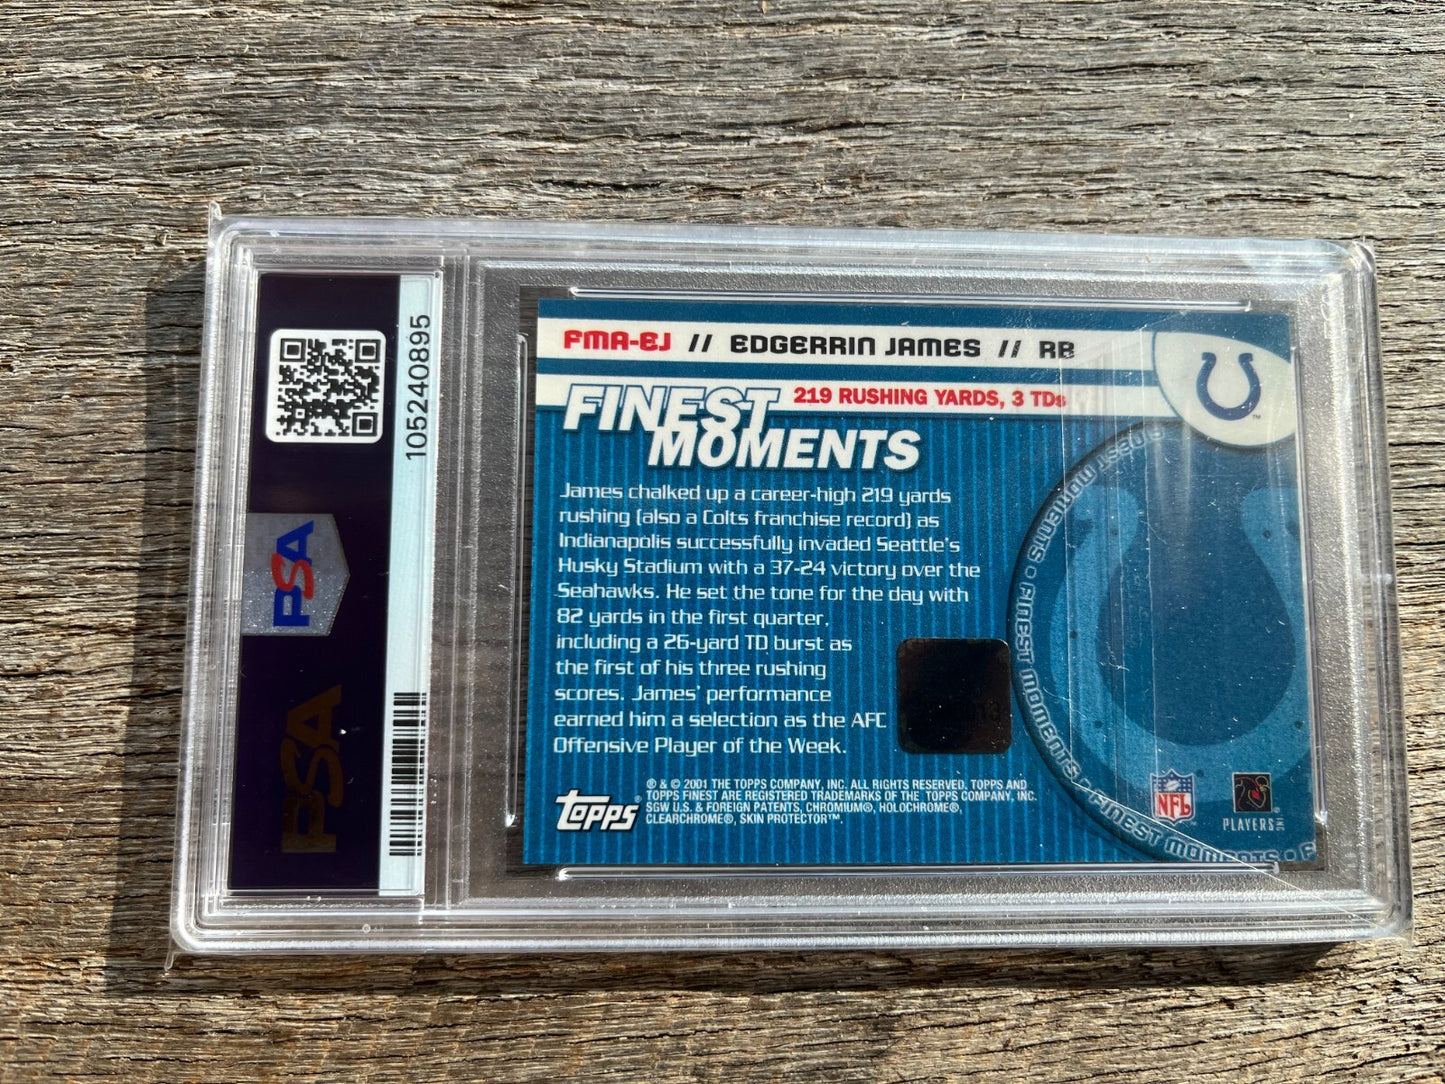 105240895
PSA
PSA
FMA-EJ // EDGERRIN JAMES // RB
FINEST MOMENTS
219 RUSHING YARDS, 3 TDs
James chalked up a career-high 219 yards
rushing (also a Colts franchise record) as
Indianapolis successfully invaded Seattle's
Husky Stadium with a 37-24 victory over the
Seahawks. He set the tone for the day with
82 yards in the first quarter,
including a 26-yard TD burst as
the first of his three rushing
scores. James' performance
earned him a selection as the AFC
Offensive Player of the Week.
FINEST MOMENTS • FINEST MOMENTS • FINEST MOMENTS • F
topps
® & © 2001 THE TOPPS COMPANY, INC. ALL RIGHTS RESERVED. TOPPS AND
TOPPS FINEST ARE REGISTERED TRADEMARKS OF THE TOPPS COMPANY, INC.
SGW U.S. & FOREIGN PATENTS, CHROMIUM®, HOLOCHROME®,
CLEARCHROME®, SKIN PROTECTOR™.
NFL
PLAYERS INC